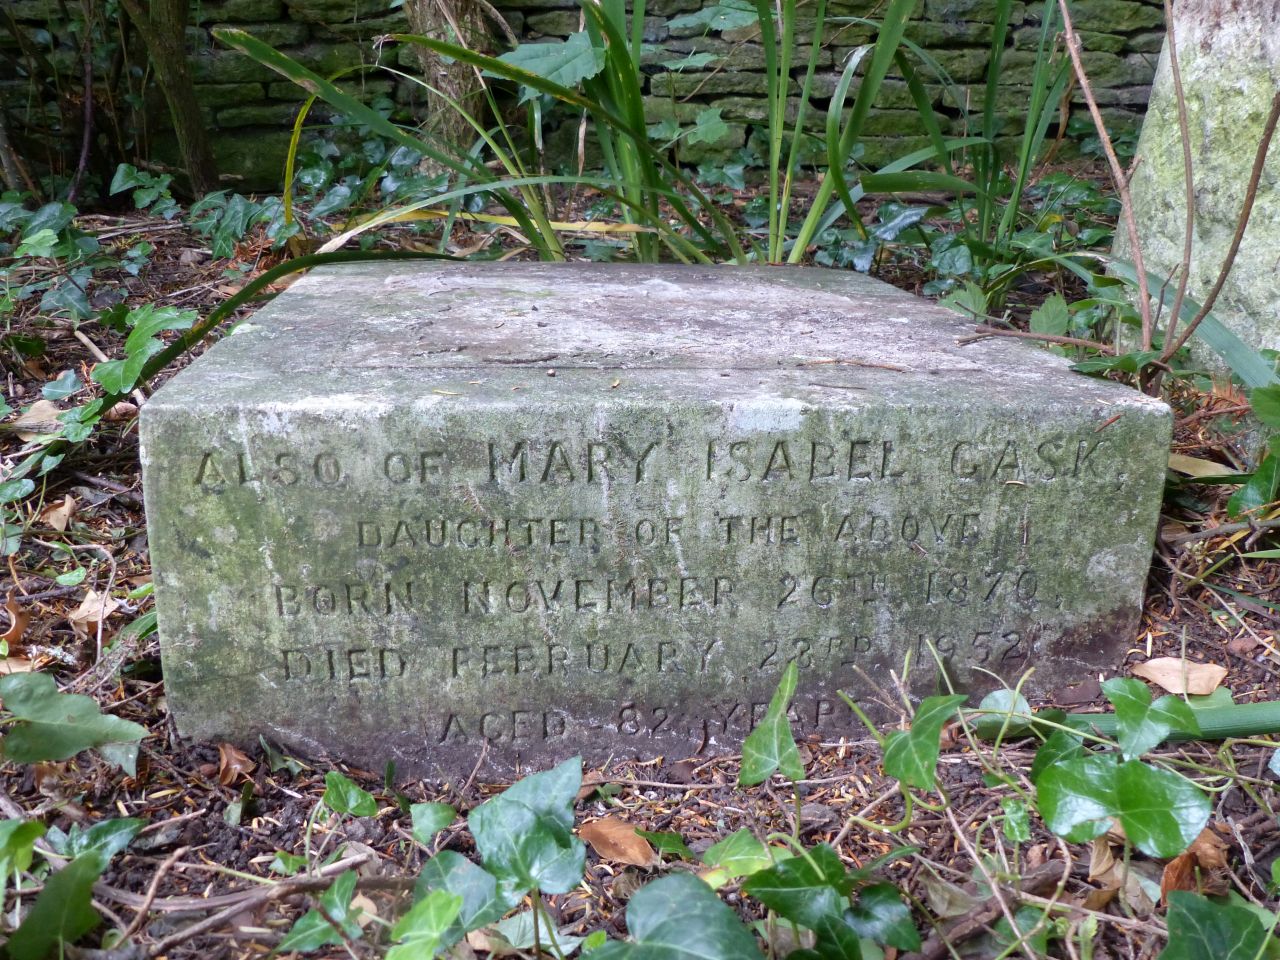 ALSO OF MARY ISABEL GASK,
DAUGHTER OF THE ABOVE,
BORN NOVEMBER 26TH 1870,
DIED FEBRUARY 23RD 1952
AGED 82 YEARS